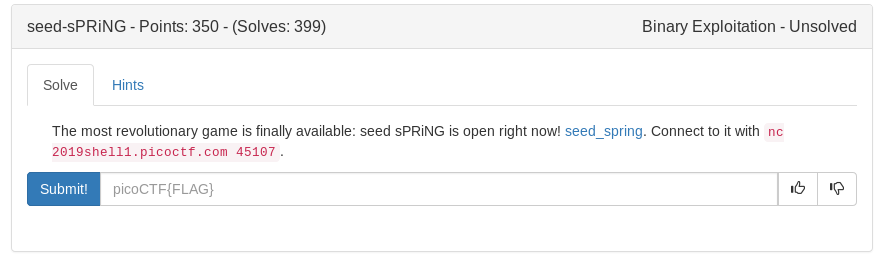 seed-sPRiNG - Points: 350 - (Solves: 399)
Binary Exploitation - Unsolved
Solve
Hints
The most revolutionary game is finally available: seed sPRiNG is open right now! seed_spring. Connect to it with nc
2019shell1.picoctf.com 45107.
Submit!
picoCTF{FLAG}